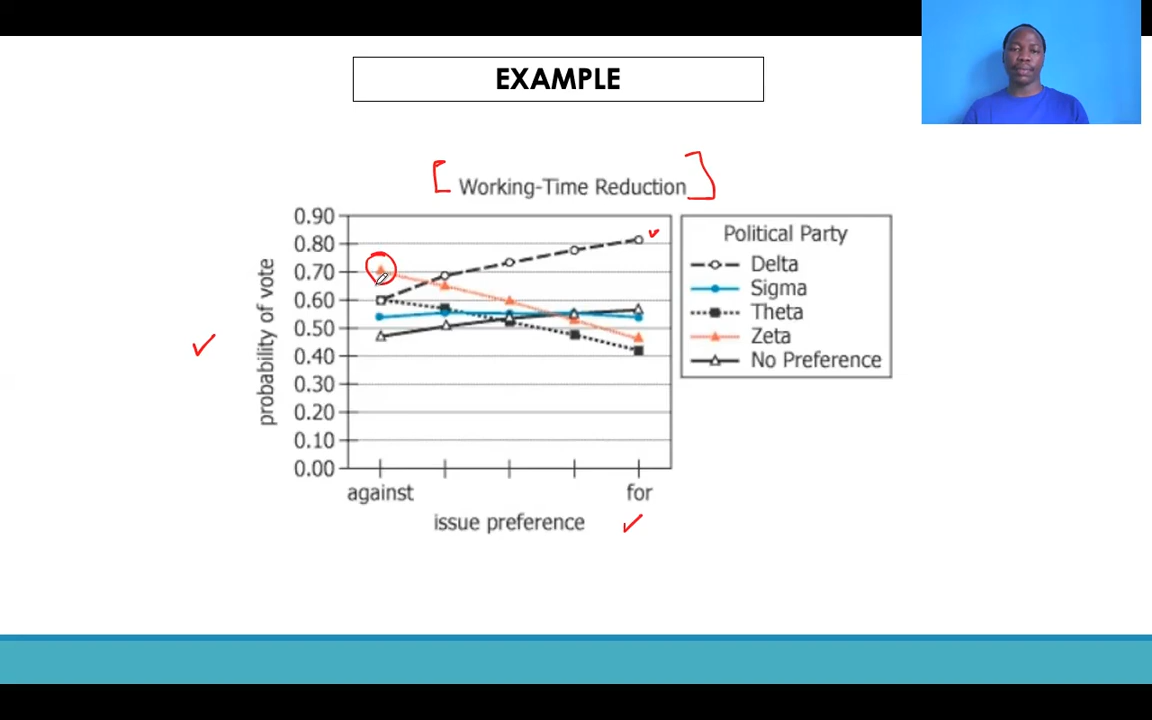 EXAMPLE
Working-Time Reduction
probability of vote
0.90
0.80
0.70
0.60
0.50
0.40
0.30
0.20
0.10
0.00
against
for
issue preference
Political Party
Delta
Sigma
Theta
Zeta
No Preference